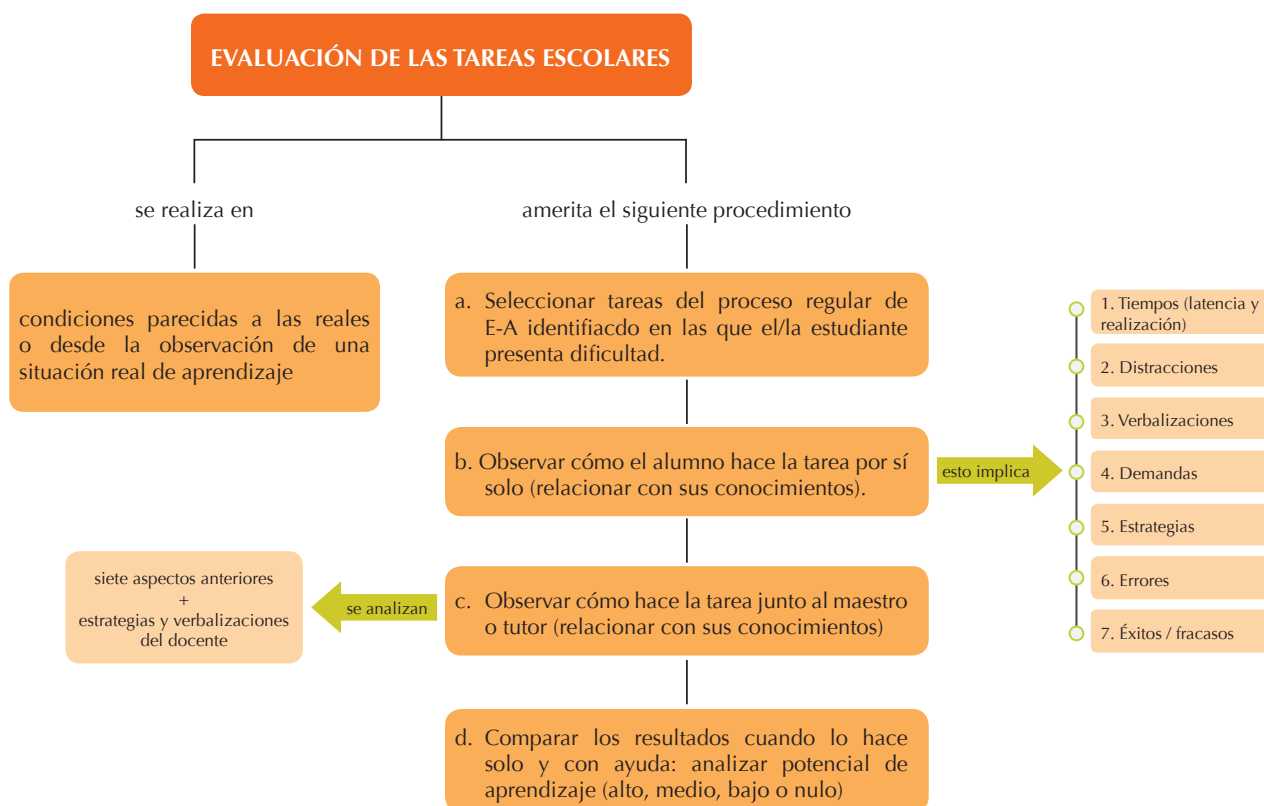 EVALUACIÓN DE LAS TAREAS ESCOLARES
se realiza en
amerita el siguiente procedimiento
condiciones parecidas a las reales
o desde la observación de una
situación real de aprendizaje
a. Seleccionar tareas del proceso regular de
E-A identifiacdo en las que el/la estudiante
presenta dificultad.
b. Observar cómo el alumno hace la tarea por sí
solo (relacionar con sus conocimientos).
esto implica
1. Tiempos (latencia y
realización)
2. Distracciones
3. Verbalizaciones
4. Demandas
5. Estrategias
6. Errores
7. Éxitos / fracasos
c. Observar cómo hace la tarea junto al maestro
o tutor (relacionar con sus conocimientos)
se analizan
siete aspectos anteriores
+
estrategias y verbalizaciones
del docente
d. Comparar los resultados cuando lo hace
solo y con ayuda: analizar potencial de
aprendizaje (alto, medio, bajo o nulo)